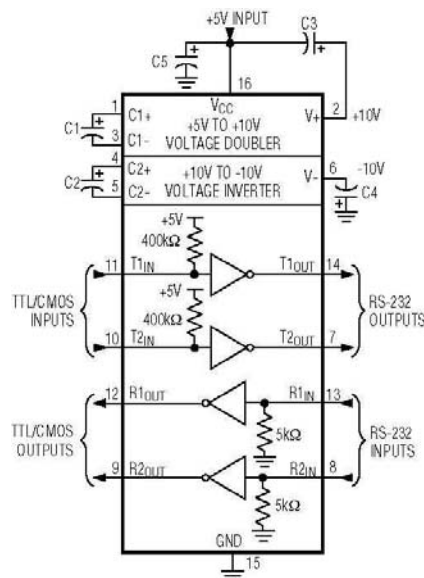 +5V INPUT
C3
C5
+
+
16
1
C1+
VCC
V+
2
+10V
C1
+
+5V TO +10V
VOLTAGE DOUBLER
3
C1-
4
C2+
+10V TO -10V
VOLTAGE INVERTER
V-
6
-10V
C2
+
5
C2-
C4
+
+5V
400kΩ
11
T1IN
T1OUT
14
TTL/CMOS
INPUTS
+5V
400kΩ
RS-232
OUTPUTS
10
T2IN
T2OUT
7
12
R1OUT
R1IN
13
TTL/CMOS
OUTPUTS
5kΩ
RS-232
INPUTS
9
R2OUT
R2IN
8
5kΩ
GND
15